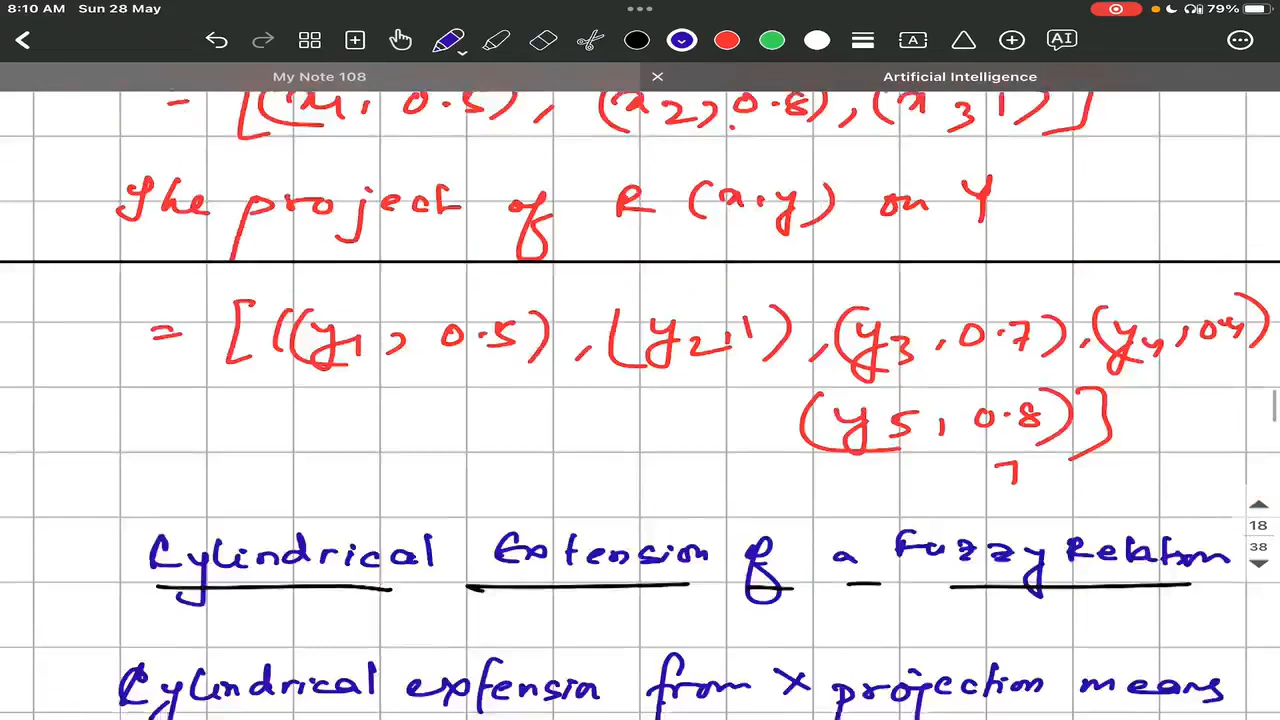 8:10 AM Sun 28 May
79%
My Note 108
Artificial Intelligence
= [(x1, 0.5), (x2, 0.8), (x3 1)]
The project of R (x,y) on Y
= [((y1, 0.5), (y2, 1), (y3, 0.7), (y4, 0.4)
(y5, 0.8)]
Cylindrical Extension of a Fuzzy Relation
18
38
Cylindrical extension from X projection means